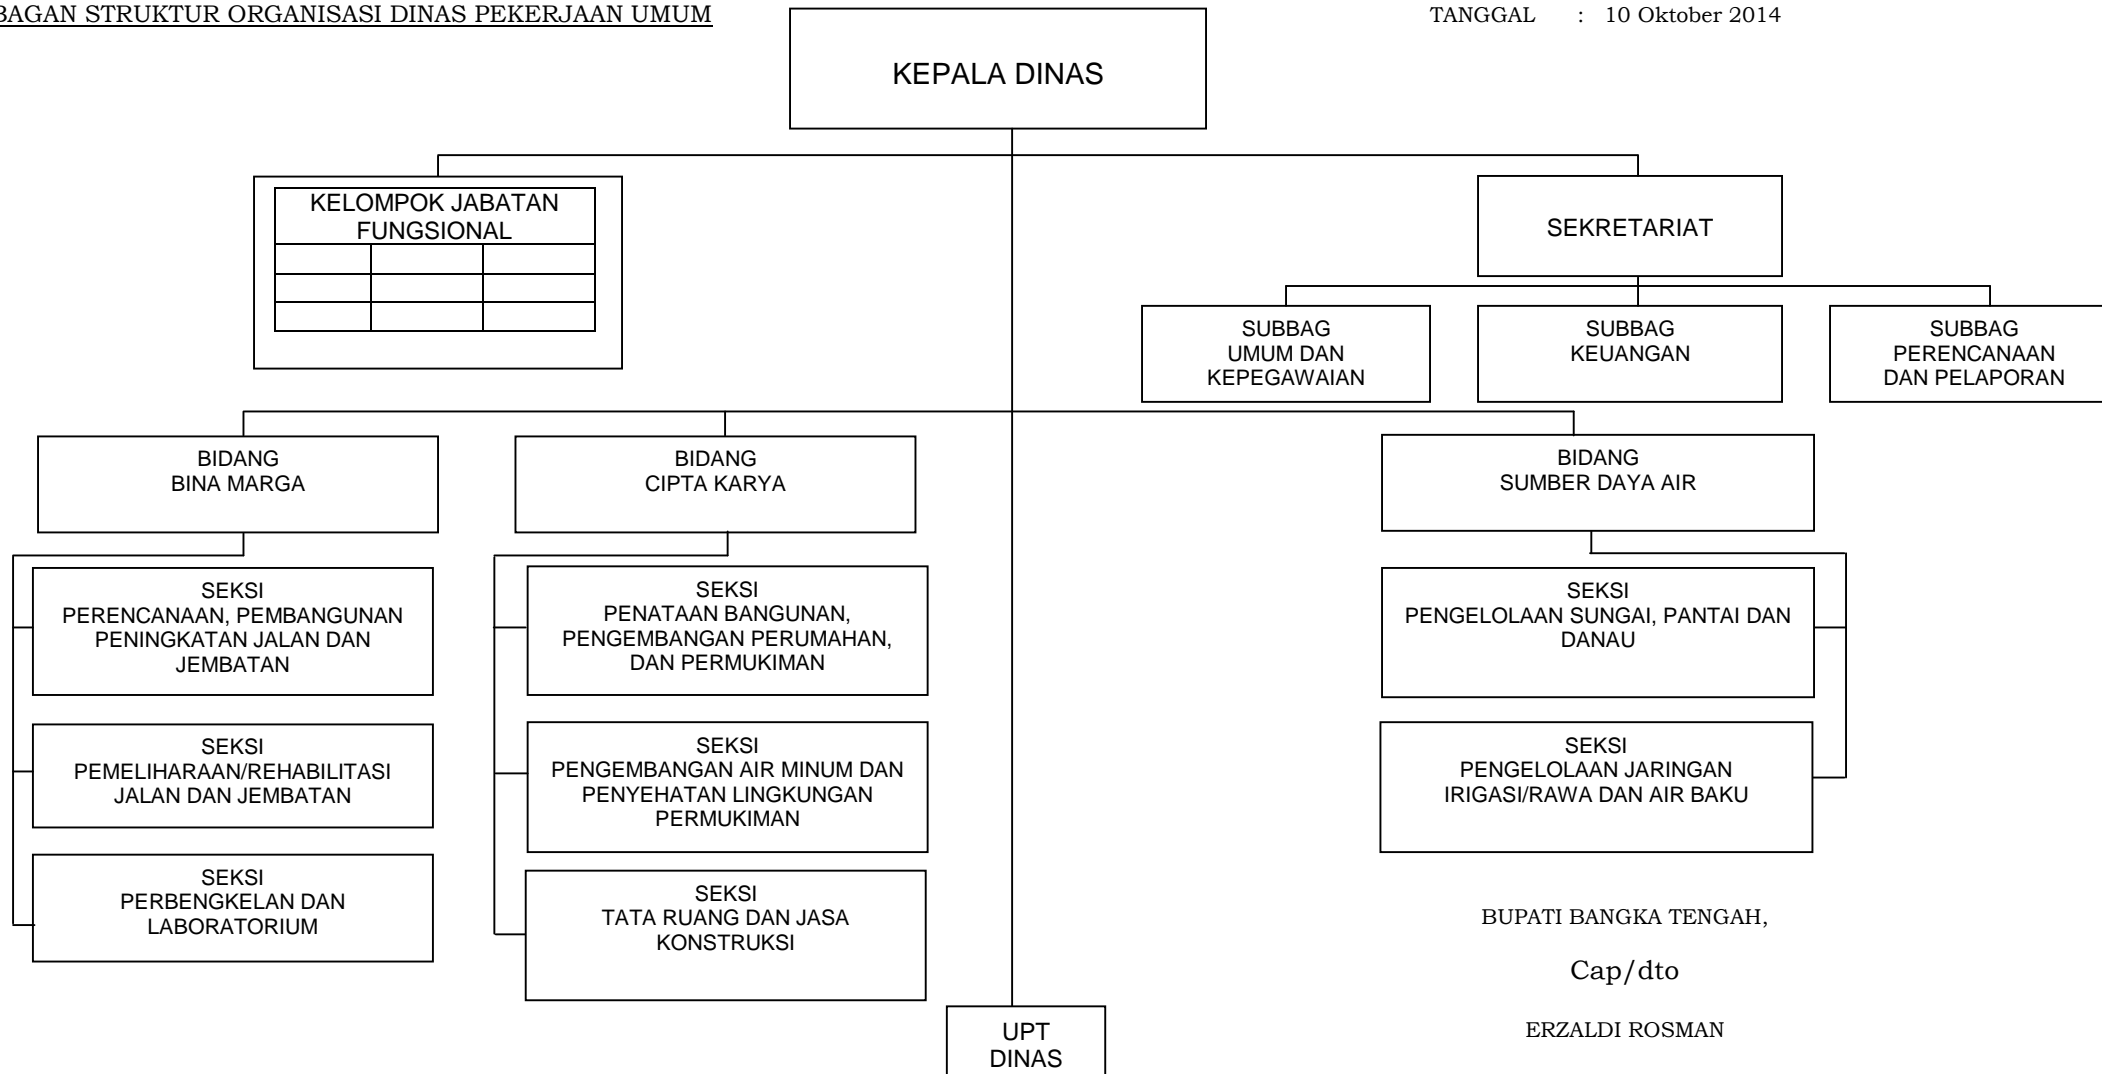 BAGAN STRUKTUR ORGANISASI DINAS PEKERJAAN UMUM
TANGGAL : 10 Oktober 2014
KEPALA DINAS
KELOMPOK JABATAN
FUNGSIONAL
SEKRETARIAT
SUBBAG
UMUM DAN
KEPEGAWAIAN
SUBBAG
KEUANGAN
SUBBAG
PERENCANAAN
DAN PELAPORAN
BIDANG
BINA MARGA
BIDANG
CIPTA KARYA
BIDANG
SUMBER DAYA AIR
SEKSI
PERENCANAAN, PEMBANGUNAN
PENINGKATAN JALAN DAN
JEMBATAN
SEKSI
PENATAAN BANGUNAN,
PENGEMBANGAN PERUMAHAN,
DAN PERMUKIMAN
SEKSI
PENGELOLAAN SUNGAI, PANTAI DAN
DANAU
SEKSI
PEMELIHARAAN/REHABILITASI
JALAN DAN JEMBATAN
SEKSI
PENGEMBANGAN AIR MINUM DAN
PENYEHATAN LINGKUNGAN
PERMUKIMAN
SEKSI
PENGELOLAAN JARINGAN
IRIGASI/RAWA DAN AIR BAKU
SEKSI
PERBENGKELAN DAN
LABORATORIUM
SEKSI
TATA RUANG DAN JASA
KONSTRUKSI
BUPATI BANGKA TENGAH,
Cap/dto
ERZALDI ROSMAN
UPT
DINAS